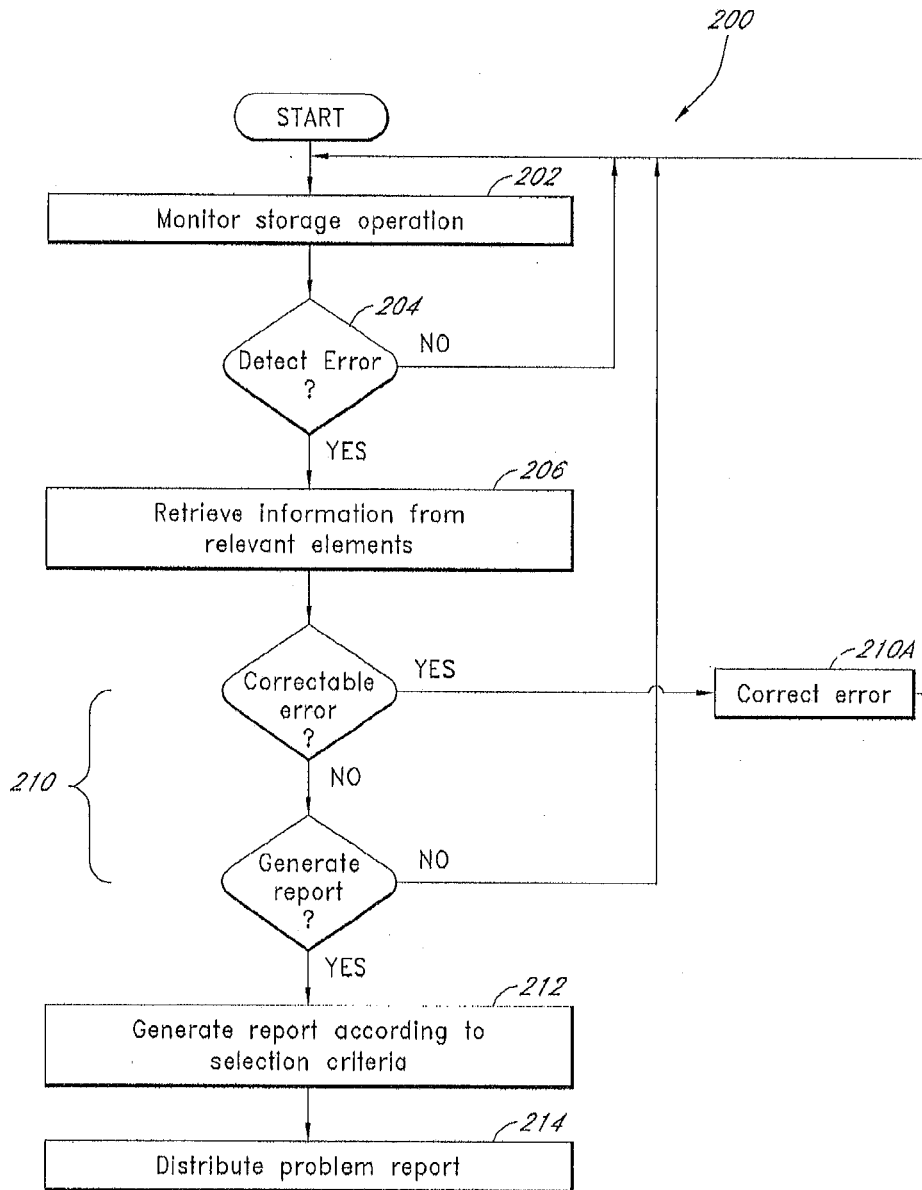 200
START
202
Monitor storage operation
204
Detect Error
?
NO
YES
206
Retrieve information from
relevant elements
Correctable
error
?
YES
210A
Correct error
210
NO
Generate
report
?
NO
YES
212
Generate report according to
selection criteria
214
Distribute problem report